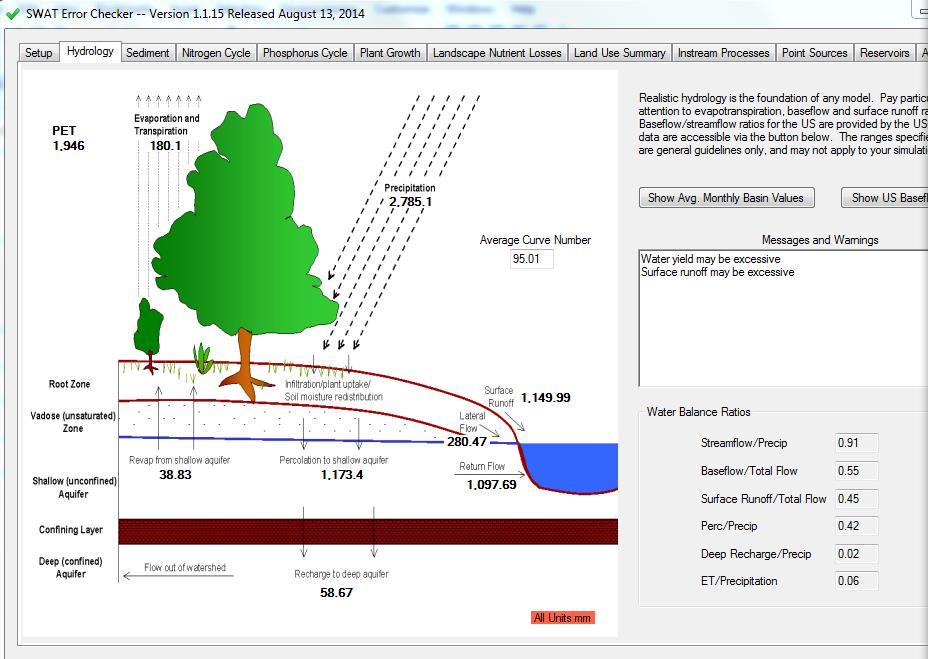 SWAT Error Checker -- Version 1.1.15 Released August 13, 2014
Setup Hydrology Sediment Nitrogen Cycle Phosphorus Cycle Plant Growth Landscape Nutrient Losses Land Use Summary Instream Processes Point Sources Reservoirs A
PET
1,946
Evaporation and
Transpiration
180.1
Precipitation
2,785.1
Average Curve Number
95.01
Root Zone
Infiltration/plant uptake/
Soil moisture redistribution
Surface
Runoff
1,149.99
Vadose (unsaturated)
Zone
Lateral
Flow
280.47
Revap from shallow aquifer
38.83
Percolation to shallow aquifer
1,173.4
Return Flow
1,097.69
Shallow (unconfined)
Aquifer
Confining Layer
Deep (confined)
Aquifer
Flow out of watershed
Recharge to deep aquifer
58.67
All Units mm
Realistic hydrology is the foundation of any model. Pay particu
attention to evapotranspiration, baseflow and surface runoff ra
Baseflow/streamflow ratios for the US are provided by the US
data are accessible via the button below. The ranges specifie
are general guidelines only, and may not apply to your simulati
Show Avg. Monthly Basin Values
Show US Basefl
Messages and Warnings
Water yield may be excessive
Surface runoff may be excessive
Water Balance Ratios
Streamflow/Precip 0.91
Baseflow/Total Flow 0.55
Surface Runoff/Total Flow 0.45
Perc/Precip 0.42
Deep Recharge/Precip 0.02
ET/Precipitation 0.06